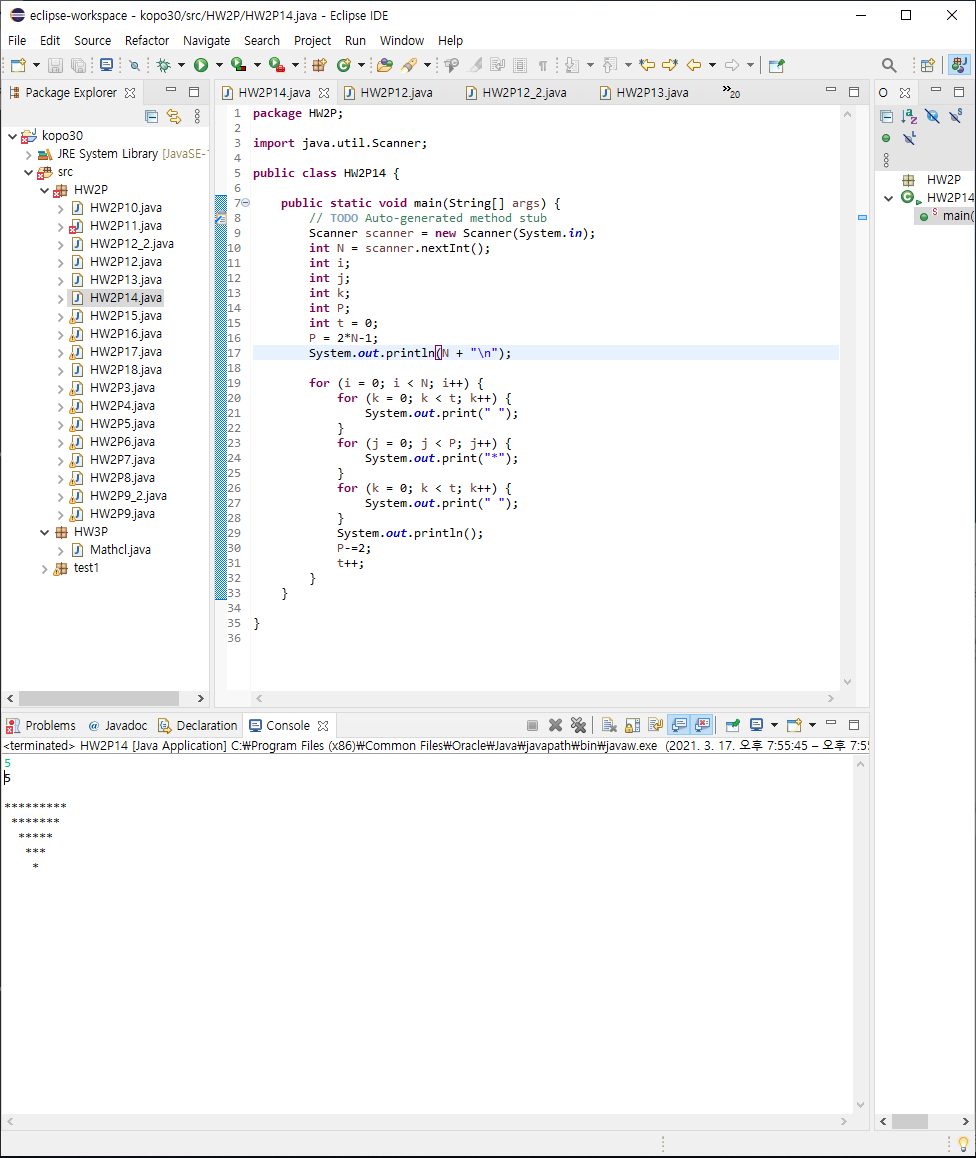 eclipse-workspace - kopo30/src/HW2P/HW2P14.java - Eclipse IDE
File Edit Source Refactor Navigate Search Project Run Window Help
Package Explorer
kopo30
JRE System Library [JavaSE-
src
HW2P
HW2P10.java
HW2P11.java
HW2P12_2.java
HW2P12.java
HW2P13.java
HW2P14.java
HW2P15.java
HW2P16.java
HW2P17.java
HW2P18.java
HW2P3.java
HW2P4.java
HW2P5.java
HW2P6.java
HW2P7.java
HW2P8.java
HW2P9_2.java
HW2P9.java
HW3P
Mathcl.java
test1
HW2P14.java HW2P12.java HW2P12_2.java HW2P13.java »20
1 package HW2P;
2
3 import java.util.Scanner;
4
5 public class HW2P14 {
6
7 public static void main(String[] args) {
8 // TODO Auto-generated method stub
9 Scanner scanner = new Scanner(System.in);
10 int N = scanner.nextInt();
11 int i;
12 int j;
13 int k;
14 int P;
15 int t = 0;
16 P = 2*N-1;
17 System.out.println(N + "\n");
18
19 for (i = 0; i < N; i++) {
20 for (k = 0; k < t; k++) {
21 System.out.print(" ");
22 }
23 for (j = 0; j < P; j++) {
24 System.out.print("*");
25 }
26 for (k = 0; k < t; k++) {
27 System.out.print(" ");
28 }
29 System.out.println();
30 P-=2;
31 t++;
32 }
33 }
34
35 }
36
O
HW2P
HW2P14
main(
Problems @ Javadoc Declaration Console
<terminated> HW2P14 [Java Application] C:₩Program Files (x86)₩Common Files₩Oracle₩Java₩javapath₩bin₩javaw.exe (2021. 3. 17. 오후 7:55:45 – 오후 7:55
5
5
*********
*******
*****
***
*